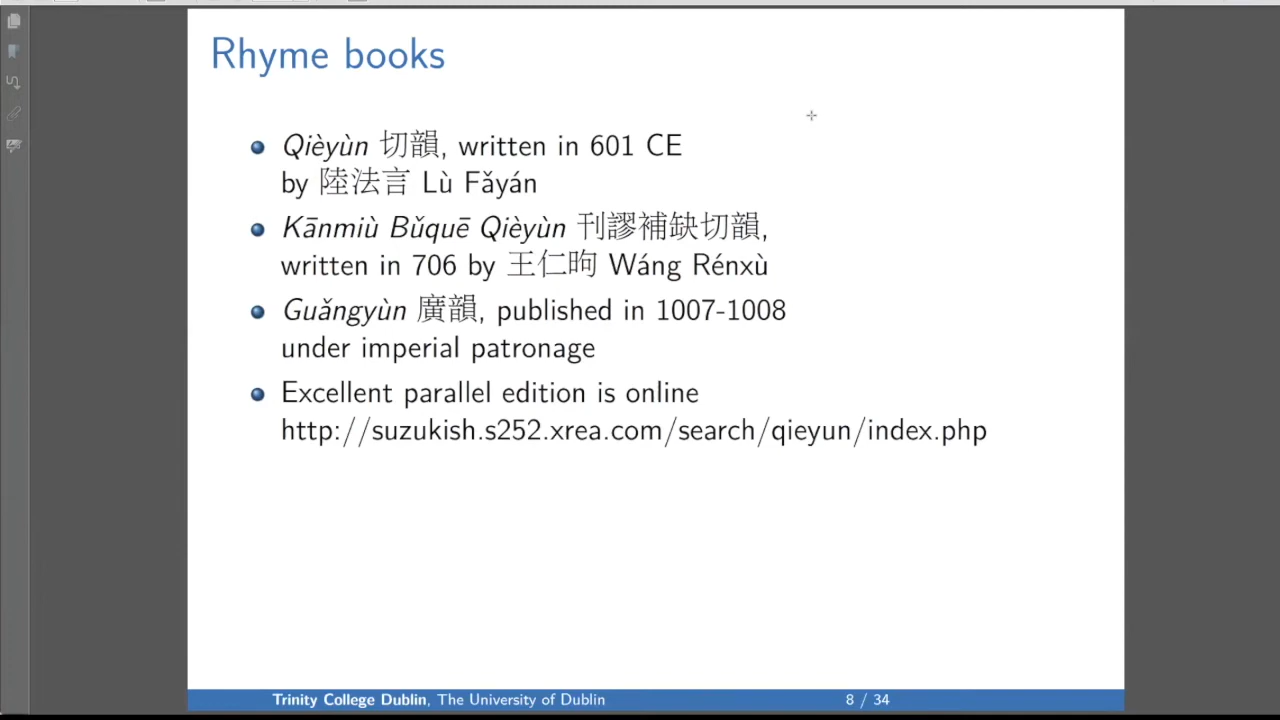 Rhyme books
Qièyùn 切韻, written in 601 CE
by 陸法言 Lù Fǎyán
Kānmiù Bǔquē Qièyùn 刊謬補缺切韻,
written in 706 by 王仁昫 Wáng Rénxù
Guǎngyùn 廣韻, published in 1007-1008
under imperial patronage
Excellent parallel edition is online
http://suzukish.s252.xrea.com/search/qieyun/index.php
Trinity College Dublin, The University of Dublin 8 / 34